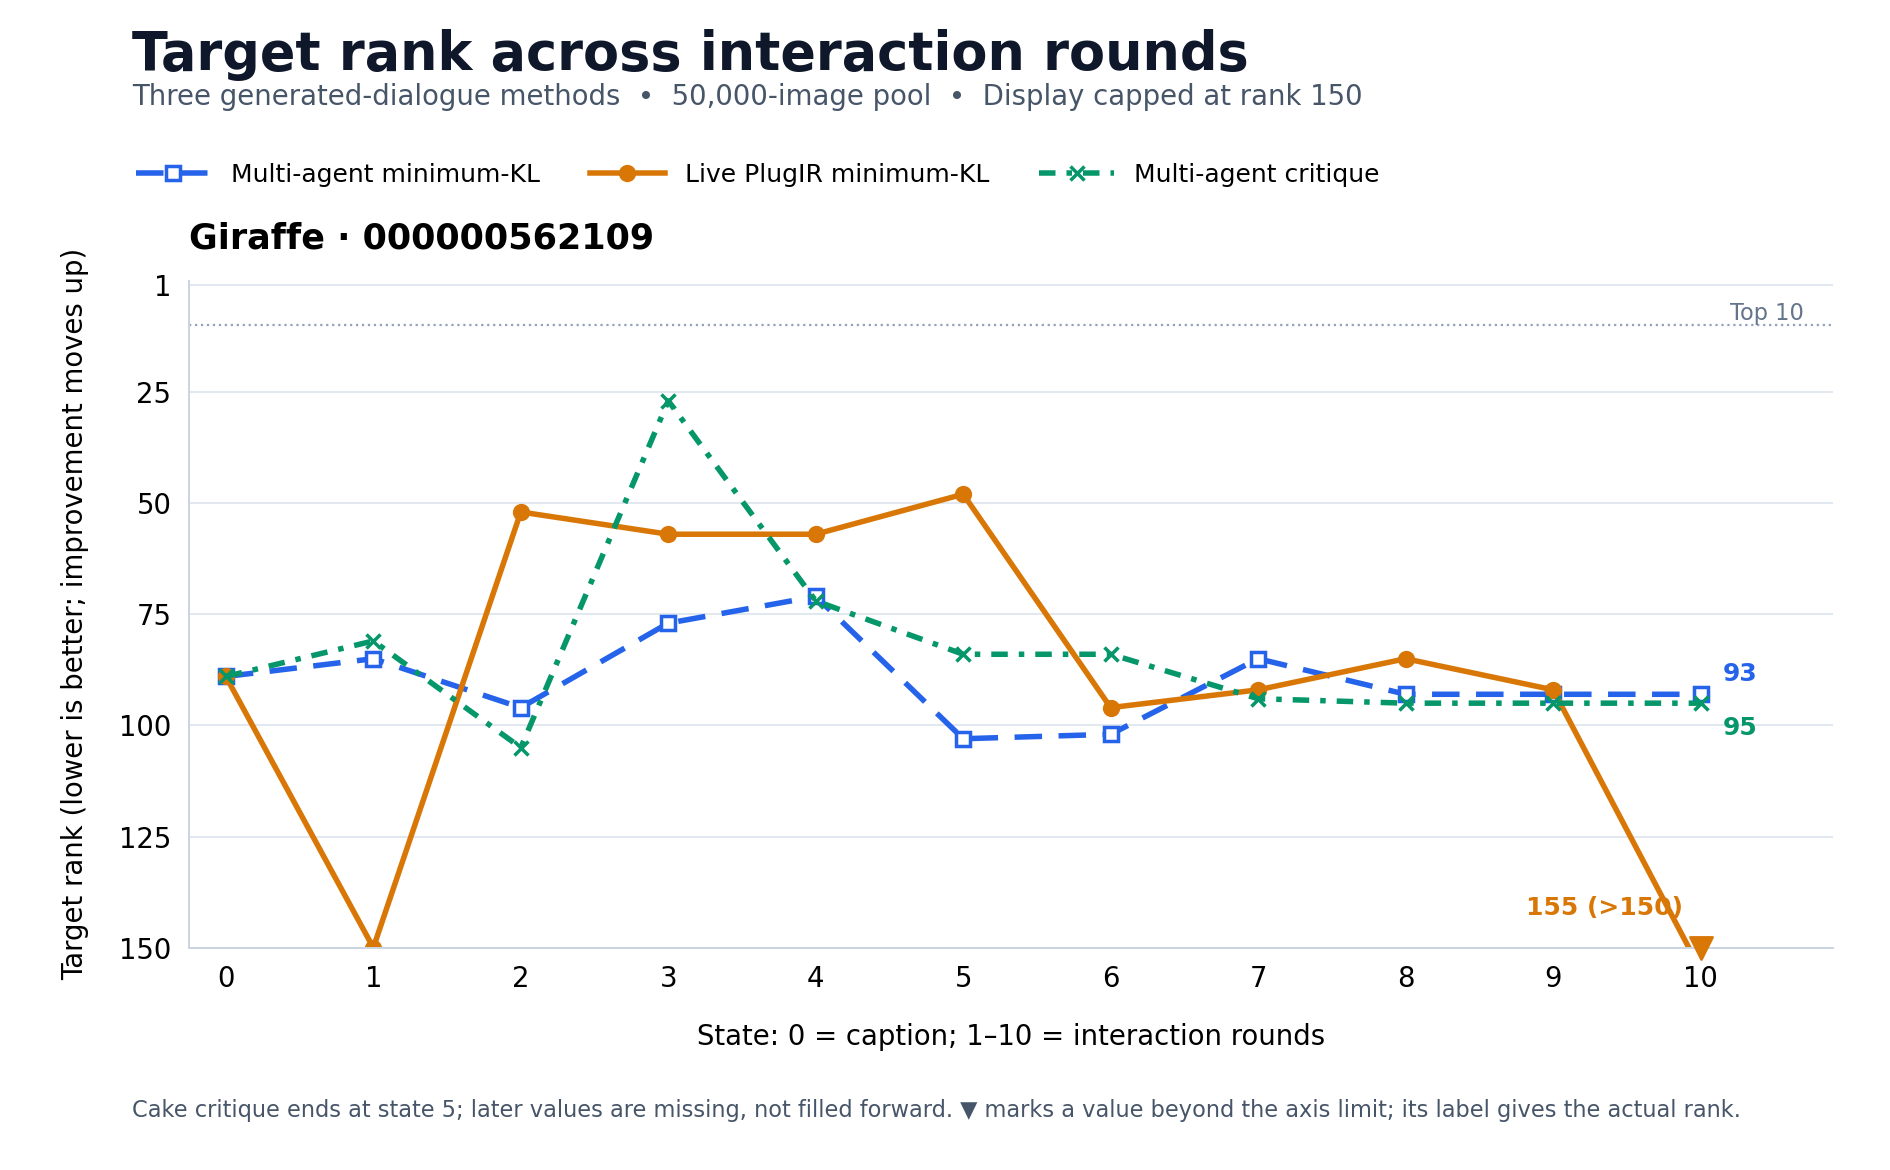 Target rank across interaction rounds
Three generated-dialogue methods • 50,000-image pool • Display capped at rank 150
Multi-agent minimum-KL
Live PlugIR minimum-KL
Multi-agent critique
Giraffe · 000000562109
Target rank (lower is better; improvement moves up)
1
Top 10
25
50
75
93
100
95
125
155 (>150)
150
0 1 2 3 4 5 6 7 8 9 10
State: 0 = caption; 1–10 = interaction rounds
Cake critique ends at state 5; later values are missing, not filled forward. ▼ marks a value beyond the axis limit; its label gives the actual rank.